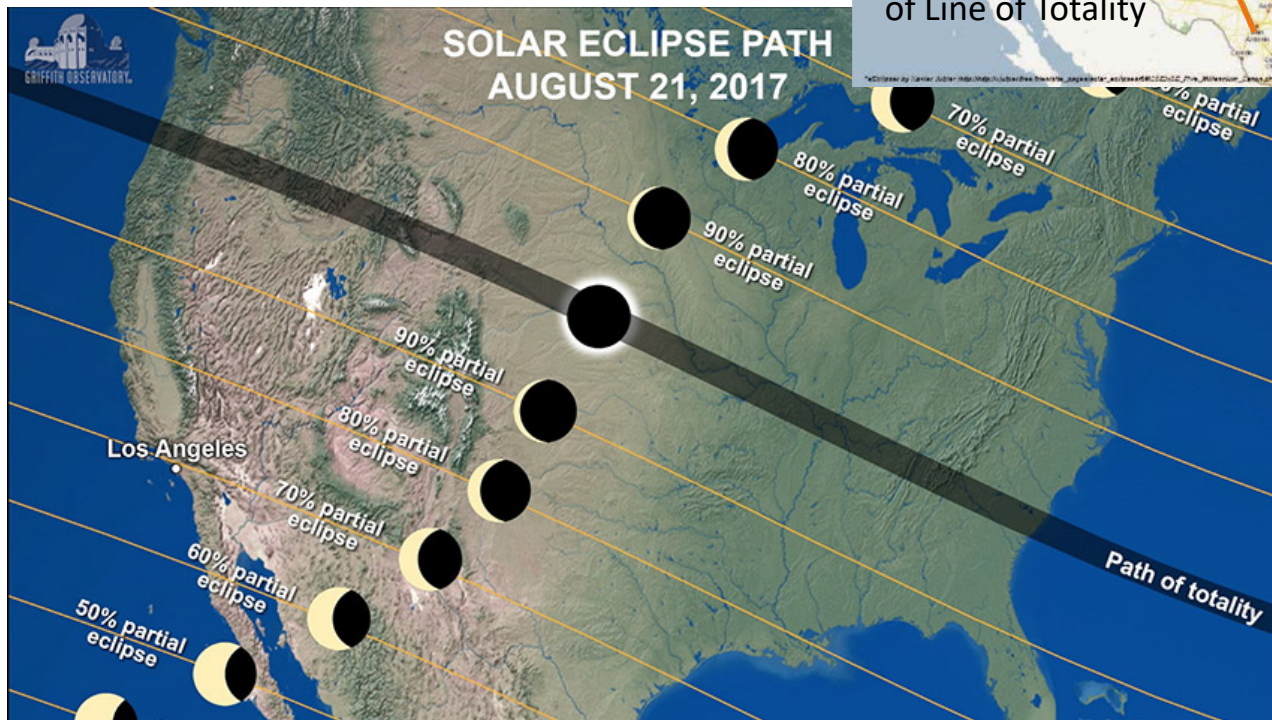 of Line of Totality
GRIFFITH OBSERVATORY
SOLAR ECLIPSE PATH
AUGUST 21, 2017
partial
eclipse
70% partial
eclipse
80% partial
eclipse
90% partial
eclipse
90% partial
eclipse
80% partial
eclipse
Los Angeles
70% partial
eclipse
60% partial
eclipse
50% partial
eclipse
Path of totality